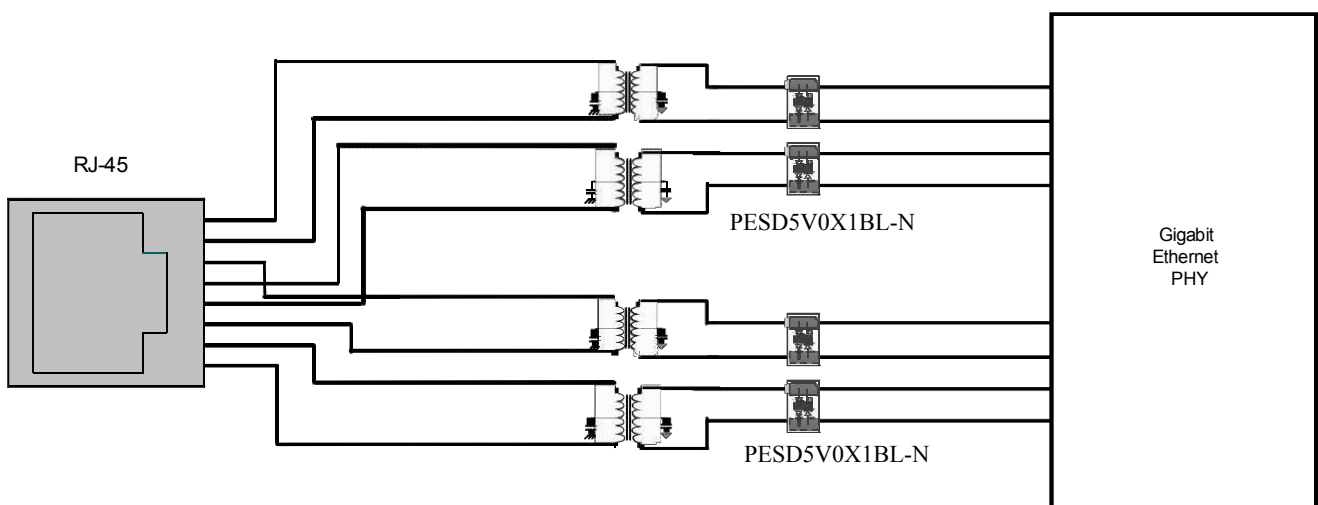 RJ-45
PESD5V0X1BL-N
Gigabit
Ethernet
PHY
PESD5V0X1BL-N